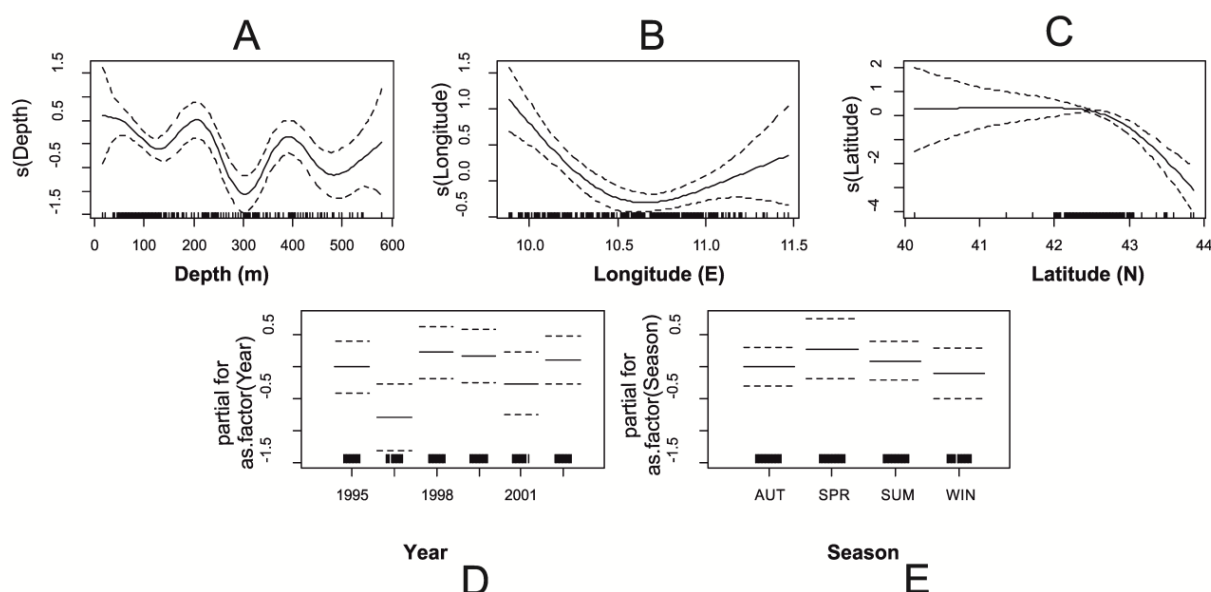 A
B
C
s(Depth)
1.5
0.5
-0.5
-1.5
0 100 200 300 400 500 600
Depth (m)
s(Longitude)
1.5
1.0
0.5
0.0
-0.5
10.0 10.5 11.0 11.5
Longitude (E)
s(Latitude)
2
0
-2
-4
40 41 42 43 44
Latitude (N)
partial for
as.factor(Year)
0.5
-0.5
-1.5
1995 1998 2001
Year
D
partial for
as.factor(Season)
0.5
-0.5
-1.5
AUT SPR SUM WIN
Season
E